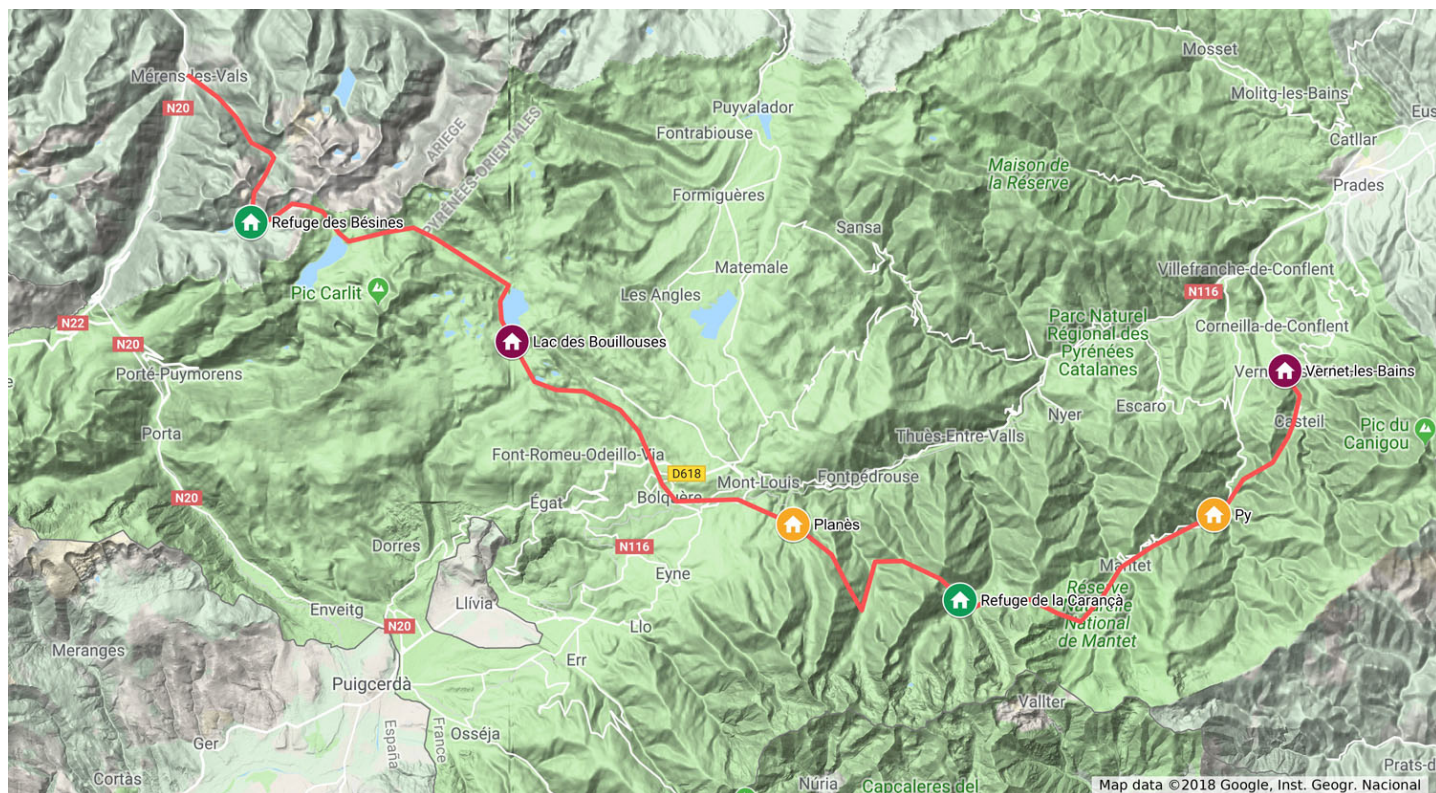 Mosset
Mérens-les-Vals
Molitg-les-Bains
N20
Puyvalador
Eus
Fontrabiouse
ARIEGE
PYRÉNÉES-ORIENTALES
Catllar
Maison de
la Réserve
Prades
Formiguères
Refuge des Bésines
Sansa
Matemale
Villefranche-de-Conflent
Pic Carlit
Les Angles
N116
N22
Parc Naturel
Régional des
Pyrénées
Catalanes
Corneilla-de-Conflent
N20
Lac des Bouillouses
Porté-Puymorens
Vernet-les Bains
Escaro
Nyer
Casteil
Pic du
Canigou
Porta
Thuès-Entre-Valls
Font-Romeu-Odeillo-Via
D618
Mont-Louis
Fontpédrouse
N20
Bolquère
Égat
Planès
Py
Dorres
N116
Mantet
Eyne
Réserve
Naturelle
National
de Mantet
Refuge de la Carançà
Enveitg
Llívia
N20
Llo
Meranges
Err
Puigcerdà
Vallter
Osséja
Ger
España
France
Cortàs
Núria
Capçaleres del
Prats-d
Map data ©2018 Google, Inst. Geogr. Nacional